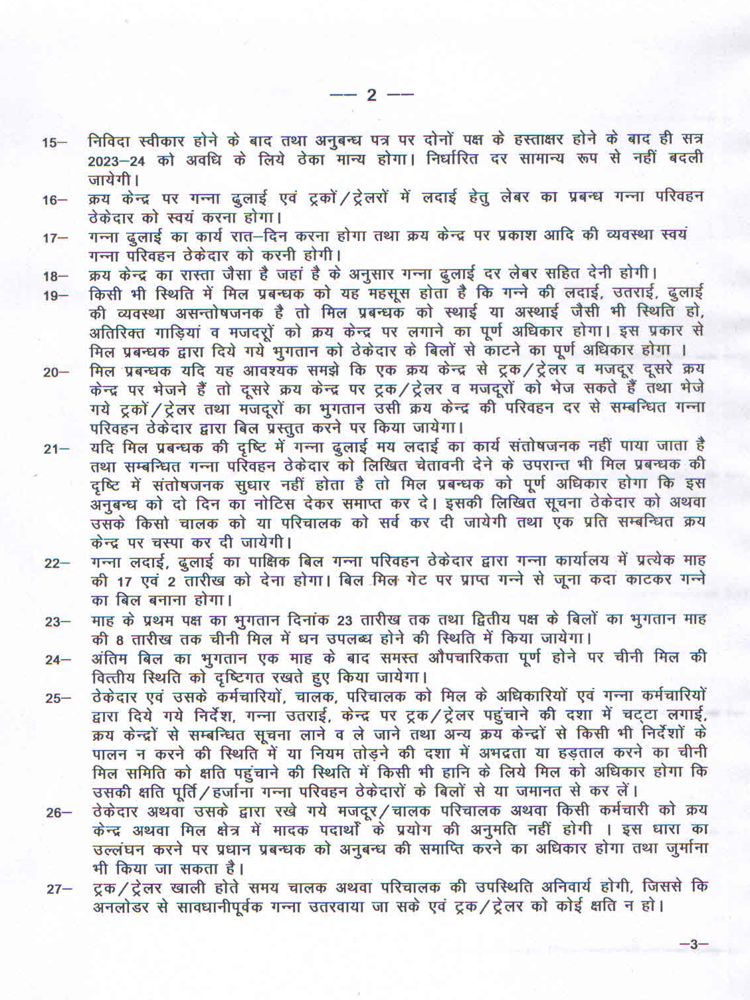 —— 2 ——
15— निविदा स्वीकार होने के बाद तथा अनुबन्ध पत्र पर दोनों पक्ष के हस्ताक्षर होने के बाद ही सत्र
2023—24 को अवधि के लिये ठेका मान्य होगा। निर्धारित दर सामान्य रूप से नहीं बदली
जायेगी।
16— क्रय केन्द्र पर गन्ना ढुलाई एवं ट्रकों/ट्रेलरों में लदाई हेतु लेबर का प्रबन्ध गन्ना परिवहन
ठेकेदार को स्वयं करना होगा।
17— गन्ना ढुलाई का कार्य रात—दिन करना होगा तथा क्रय केन्द्र पर प्रकाश आदि की व्यवस्था स्वयं
गन्ना परिवहन ठेकेदार को करनी होगी।
18— क्रय केन्द्र का रास्ता जैसा है जहां है के अनुसार गन्ना ढुलाई दर लेबर सहित देनी होगी।
19— किसी भी स्थिति में मिल प्रबन्धक को यह महसूस होता है कि गन्ने की लदाई, उतराई, ढुलाई
की व्यवस्था असन्तोषजनक है तो मिल प्रबन्धक को स्थाई या अस्थाई जैसी भी स्थिति हो,
अतिरिक्त गाड़ियां व मजदरूों को क्रय केन्द्र पर लगाने का पूर्ण अधिकार होगा। इस प्रकार से
मिल प्रबन्धक द्वारा दिये गये भुगतान को ठेकेदार के बिलों से काटने का पूर्ण अधिकार होगा ।
20— मिल प्रबन्धक यदि यह आवश्यक समझे कि एक क्रय केन्द्र से ट्रक/ट्रेलर व मजदूर दूसरे क्रय
केन्द्र पर भेजने हैं तो दूसरे क्रय केन्द्र पर ट्रक/ट्रेलर व मजदूरों को भेज सकते हैं तथा भेजे
गये ट्रकों/ट्रेलर तथा मजदूरों का भुगतान उसी क्रय केन्द्र की परिवहन दर से सम्बन्धित गन्ना
परिवहन ठेकेदार द्वारा बिल प्रस्तुत करने पर किया जायेगा।
21— यदि मिल प्रबन्धक की दृष्टि में गन्ना ढुलाई मय लदाई का कार्य संतोषजनक नहीं पाया जाता है
तथा सम्बन्धित गन्ना परिवहन ठेकेदार को लिखित चेतावनी देने के उपरान्त भी मिल प्रबन्धक की
दृष्टि में संतोषजनक सुधार नहीं होता है तो मिल प्रबन्धक को पूर्ण अधिकार होगा कि इस
अनुबन्ध को दो दिन का नोटिस देकर समाप्त कर दे। इसकी लिखित सूचना ठेकेदार को अथवा
उसके किसो चालक को या परिचालक को सर्व कर दी जायेगी तथा एक प्रति सम्बन्धित क्रय
केन्द्र पर चस्पा कर दी जायेगी।
22— गन्ना लदाई, ढुलाई का पाक्षिक बिल गन्ना परिवहन ठेकेदार द्वारा गन्ना कार्यालय में प्रत्येक माह
की 17 एवं 2 तारीख को देना होगा। बिल मिल गेट पर प्राप्त गन्ने से जूना कदा काटकर गन्ने
का बिल बनाना होगा।
23— माह के प्रथम पक्ष का भुगतान दिनांक 23 तारीख तक तथा द्वितीय पक्ष के बिलों का भुगतान माह
की 8 तारीख तक चीनी मिल में धन उपलब्ध होने की स्थिति में किया जायेगा।
24— अंतिम बिल का भुगतान एक माह के बाद समस्त औपचारिकता पूर्ण होने पर चीनी मिल की
वित्तीय स्थिति को दृष्टिगत रखते हुए किया जायेगा।
25— ठेकेदार एवं उसके कर्मचारियों, चालक, परिचालक को मिल के अधिकारियों एवं गन्ना कर्मचारियों
द्वारा दिये गये निर्देश, गन्ना उतराई, केन्द्र पर ट्रक/ट्रेलर पहुंचाने की दशा में चट्टा लगाई,
क्रय केन्द्रों से सम्बन्धित सूचना लाने व ले जाने तथा अन्य क्रय केन्द्रों से किसी भी निर्देशों के
पालन न करने की स्थिति में या नियम तोड़ने की दशा में अभद्रता या हड़ताल करने का चीनी
मिल समिति को क्षति पहुंचाने की स्थिति में किसी भी हानि के लिये मिल को अधिकार होगा कि
उसकी क्षति पूर्ति/हर्जाना गन्ना परिवहन ठेकेदारों के बिलों से या जमानत से कर लें।
26— ठेकेदार अथवा उसके द्वारा रखे गये मजदूर/चालक परिचालक अथवा किसी कर्मचारी को क्रय
केन्द्र अथवा मिल क्षेत्र में मादक पदार्थों के प्रयोग की अनुमति नहीं होगी । इस धारा का
उल्लंघन करने पर प्रधान प्रबन्धक को अनुबन्ध की समाप्ति करने का अधिकार होगा तथा जुर्माना
भी किया जा सकता है।
27— ट्रक/ट्रेलर खाली होते समय चालक अथवा परिचालक की उपस्थिति अनिवार्य होगी, जिससे कि
अनलोडर से सावधानीपूर्वक गन्ना उतरवाया जा सके एवं ट्रक/ट्रेलर को कोई क्षति न हो।
—3—